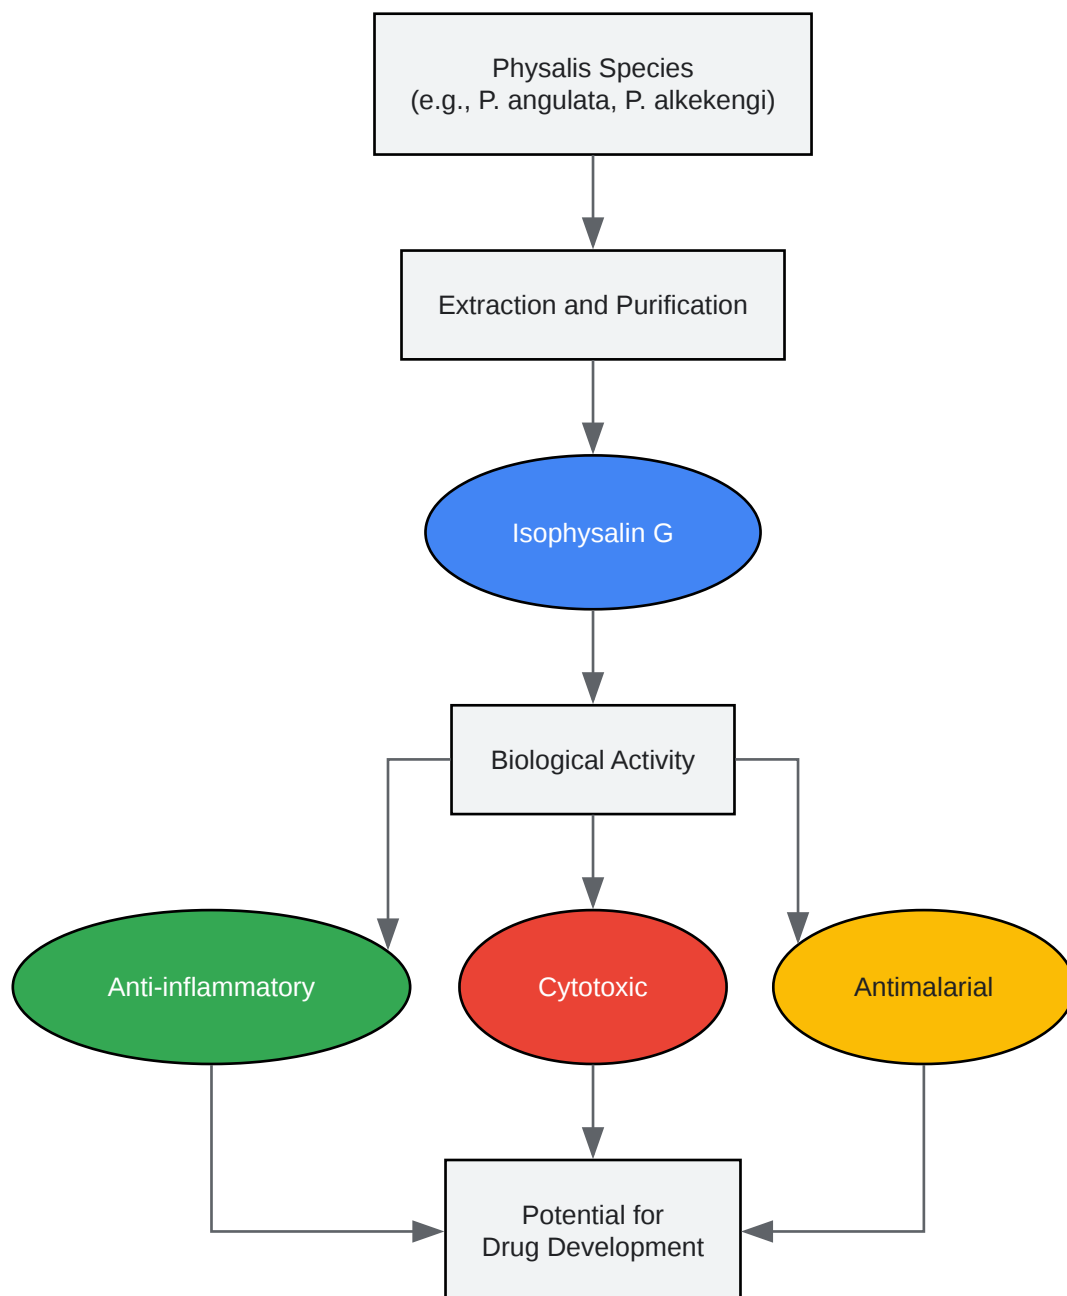 Physalis Species
(e.g., P. angulata, P. alkekengi)
Extraction and Purification
Isophysalin G
Biological Activity
Anti-inflammatory
Cytotoxic
Antimalarial
Potential for
Drug Development